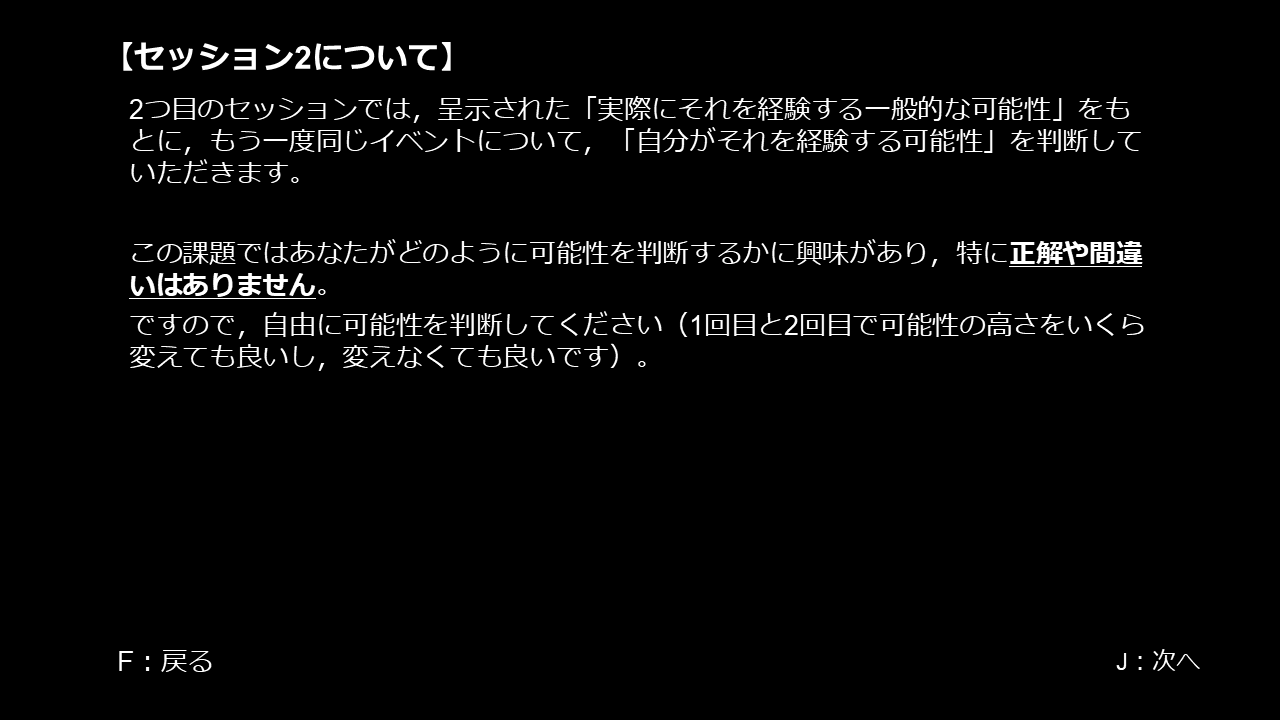 【セッション2について】
2つ目のセッションでは，呈示された「実際にそれを経験する一般的な可能性」をも
とに，もう一度同じイベントについて，「自分がそれを経験する可能性」を判断して
いただきます。
この課題ではあなたがどのように可能性を判断するかに興味があり，特に正解や間違
いはありません。
ですので，自由に可能性を判断してください（1回目と2回目で可能性の高さをいくら
変えても良いし，変えなくても良いです）。
F：戻る
J：次へ